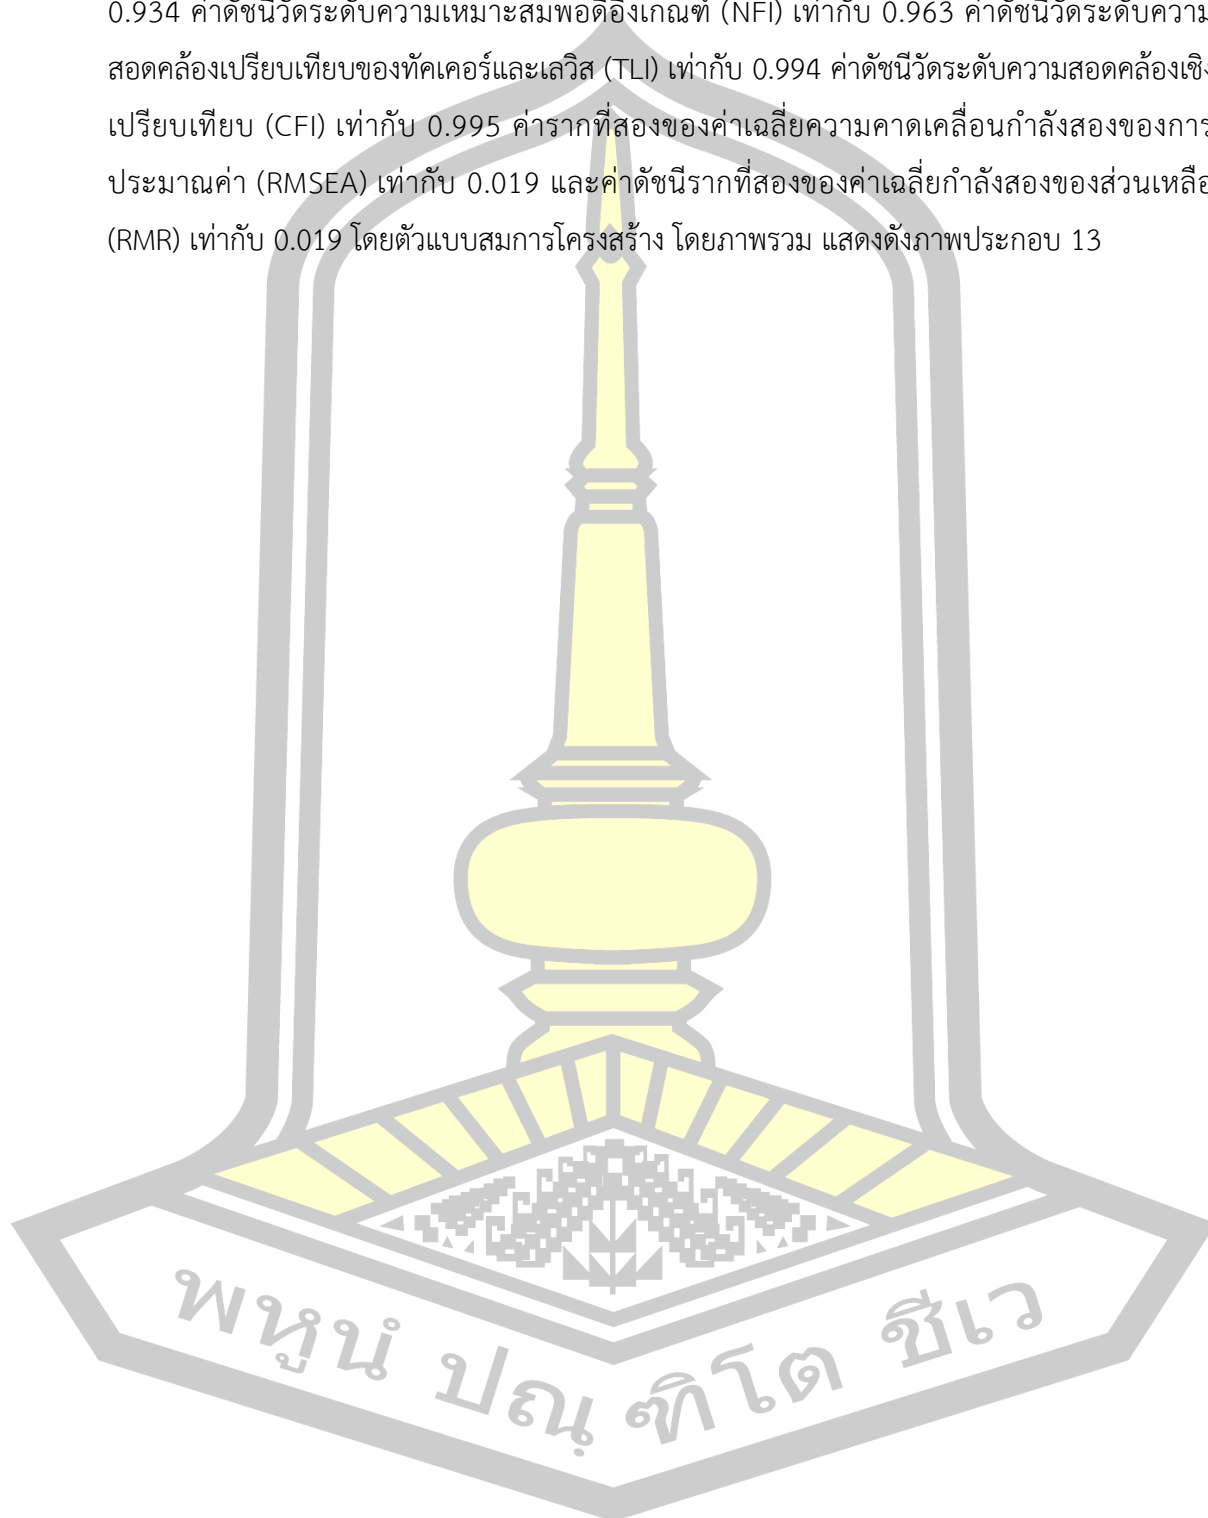 0.934 ค่าดัชนีวัดระดับความเหมาะสมพอดีอิงเกณฑ์ (NFI) เท่ากับ 0.963 ค่าดัชนีวัดระดับความ
สอดคล้องเปรียบเทียบของทัคเคอร์และเลวิส (TLI) เท่ากับ 0.994 ค่าดัชนีวัดระดับความสอดคล้องเชิง
เปรียบเทียบ (CFI) เท่ากับ 0.995 ค่ารากที่สองของค่าเฉลี่ยความคาดเคลื่อนกำลังสองของการ
ประมาณค่า (RMSEA) เท่ากับ 0.019 และค่าดัชนีรากที่สองของค่าเฉลี่ยกำลังสองของส่วนเหลือ
(RMR) เท่ากับ 0.019 โดยตัวแบบสมการโครงสร้าง โดยภาพรวม แสดงดังภาพประกอบ 13
พหูนํ ปณฺฑิโต ชีเว